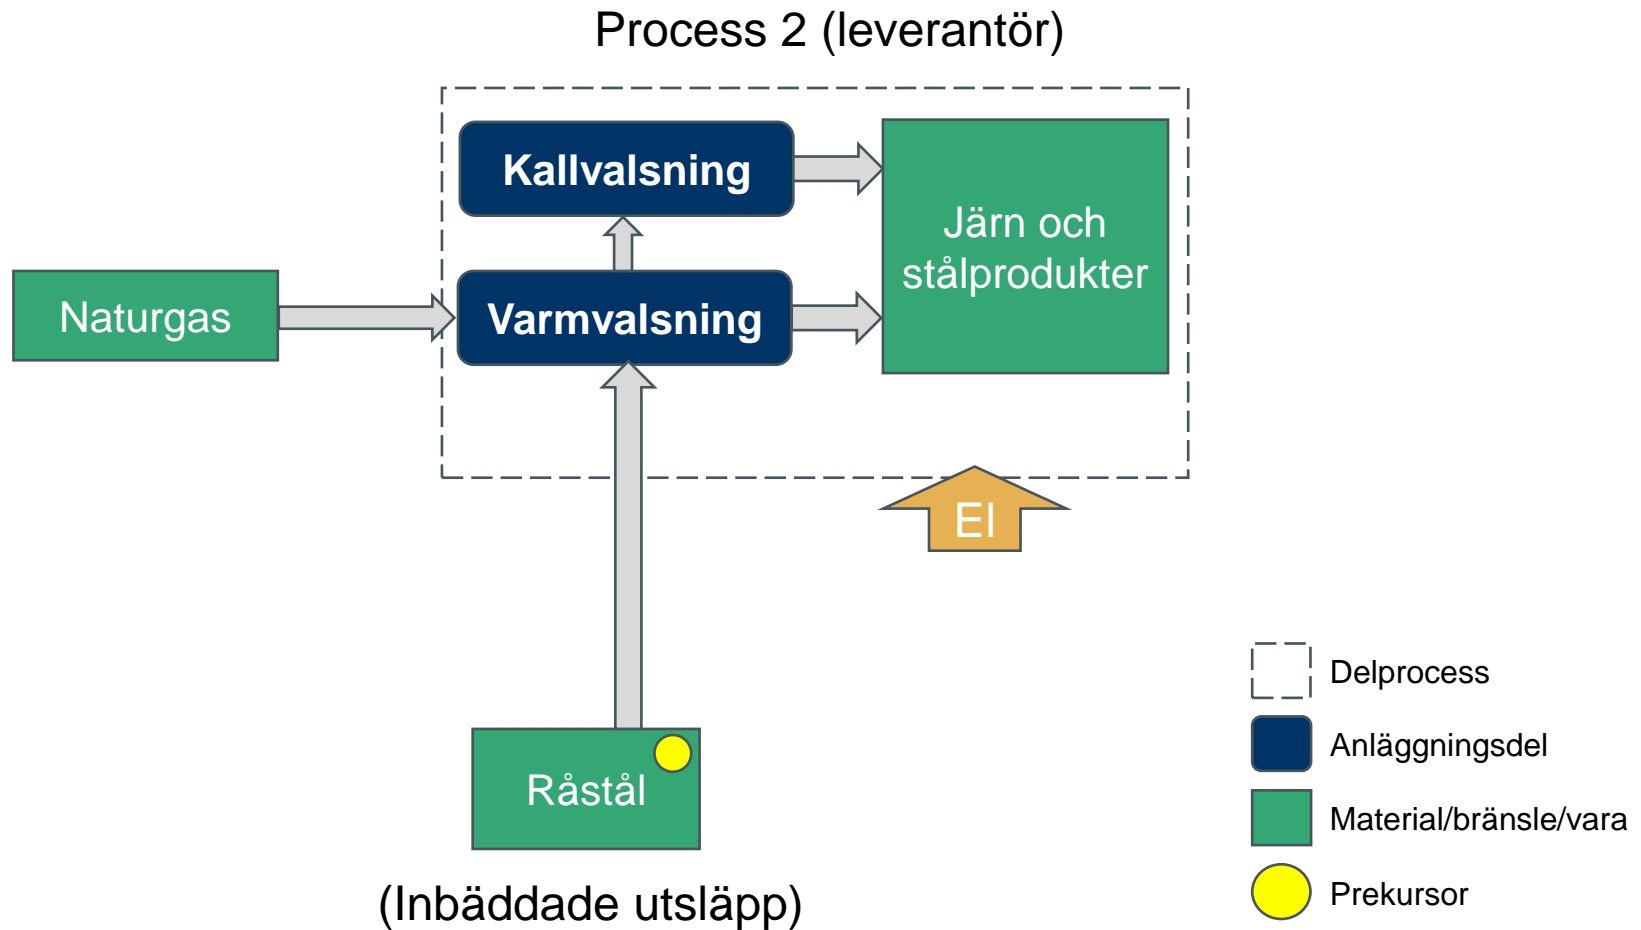 Process 2 (leverantör)
Kallvalsning
Järn och
stålprodukter
Naturgas
Varmvalsning
El
Råstål
(Inbäddade utsläpp)
Delprocess
Anläggningsdel
Material/bränsle/vara
Prekursor